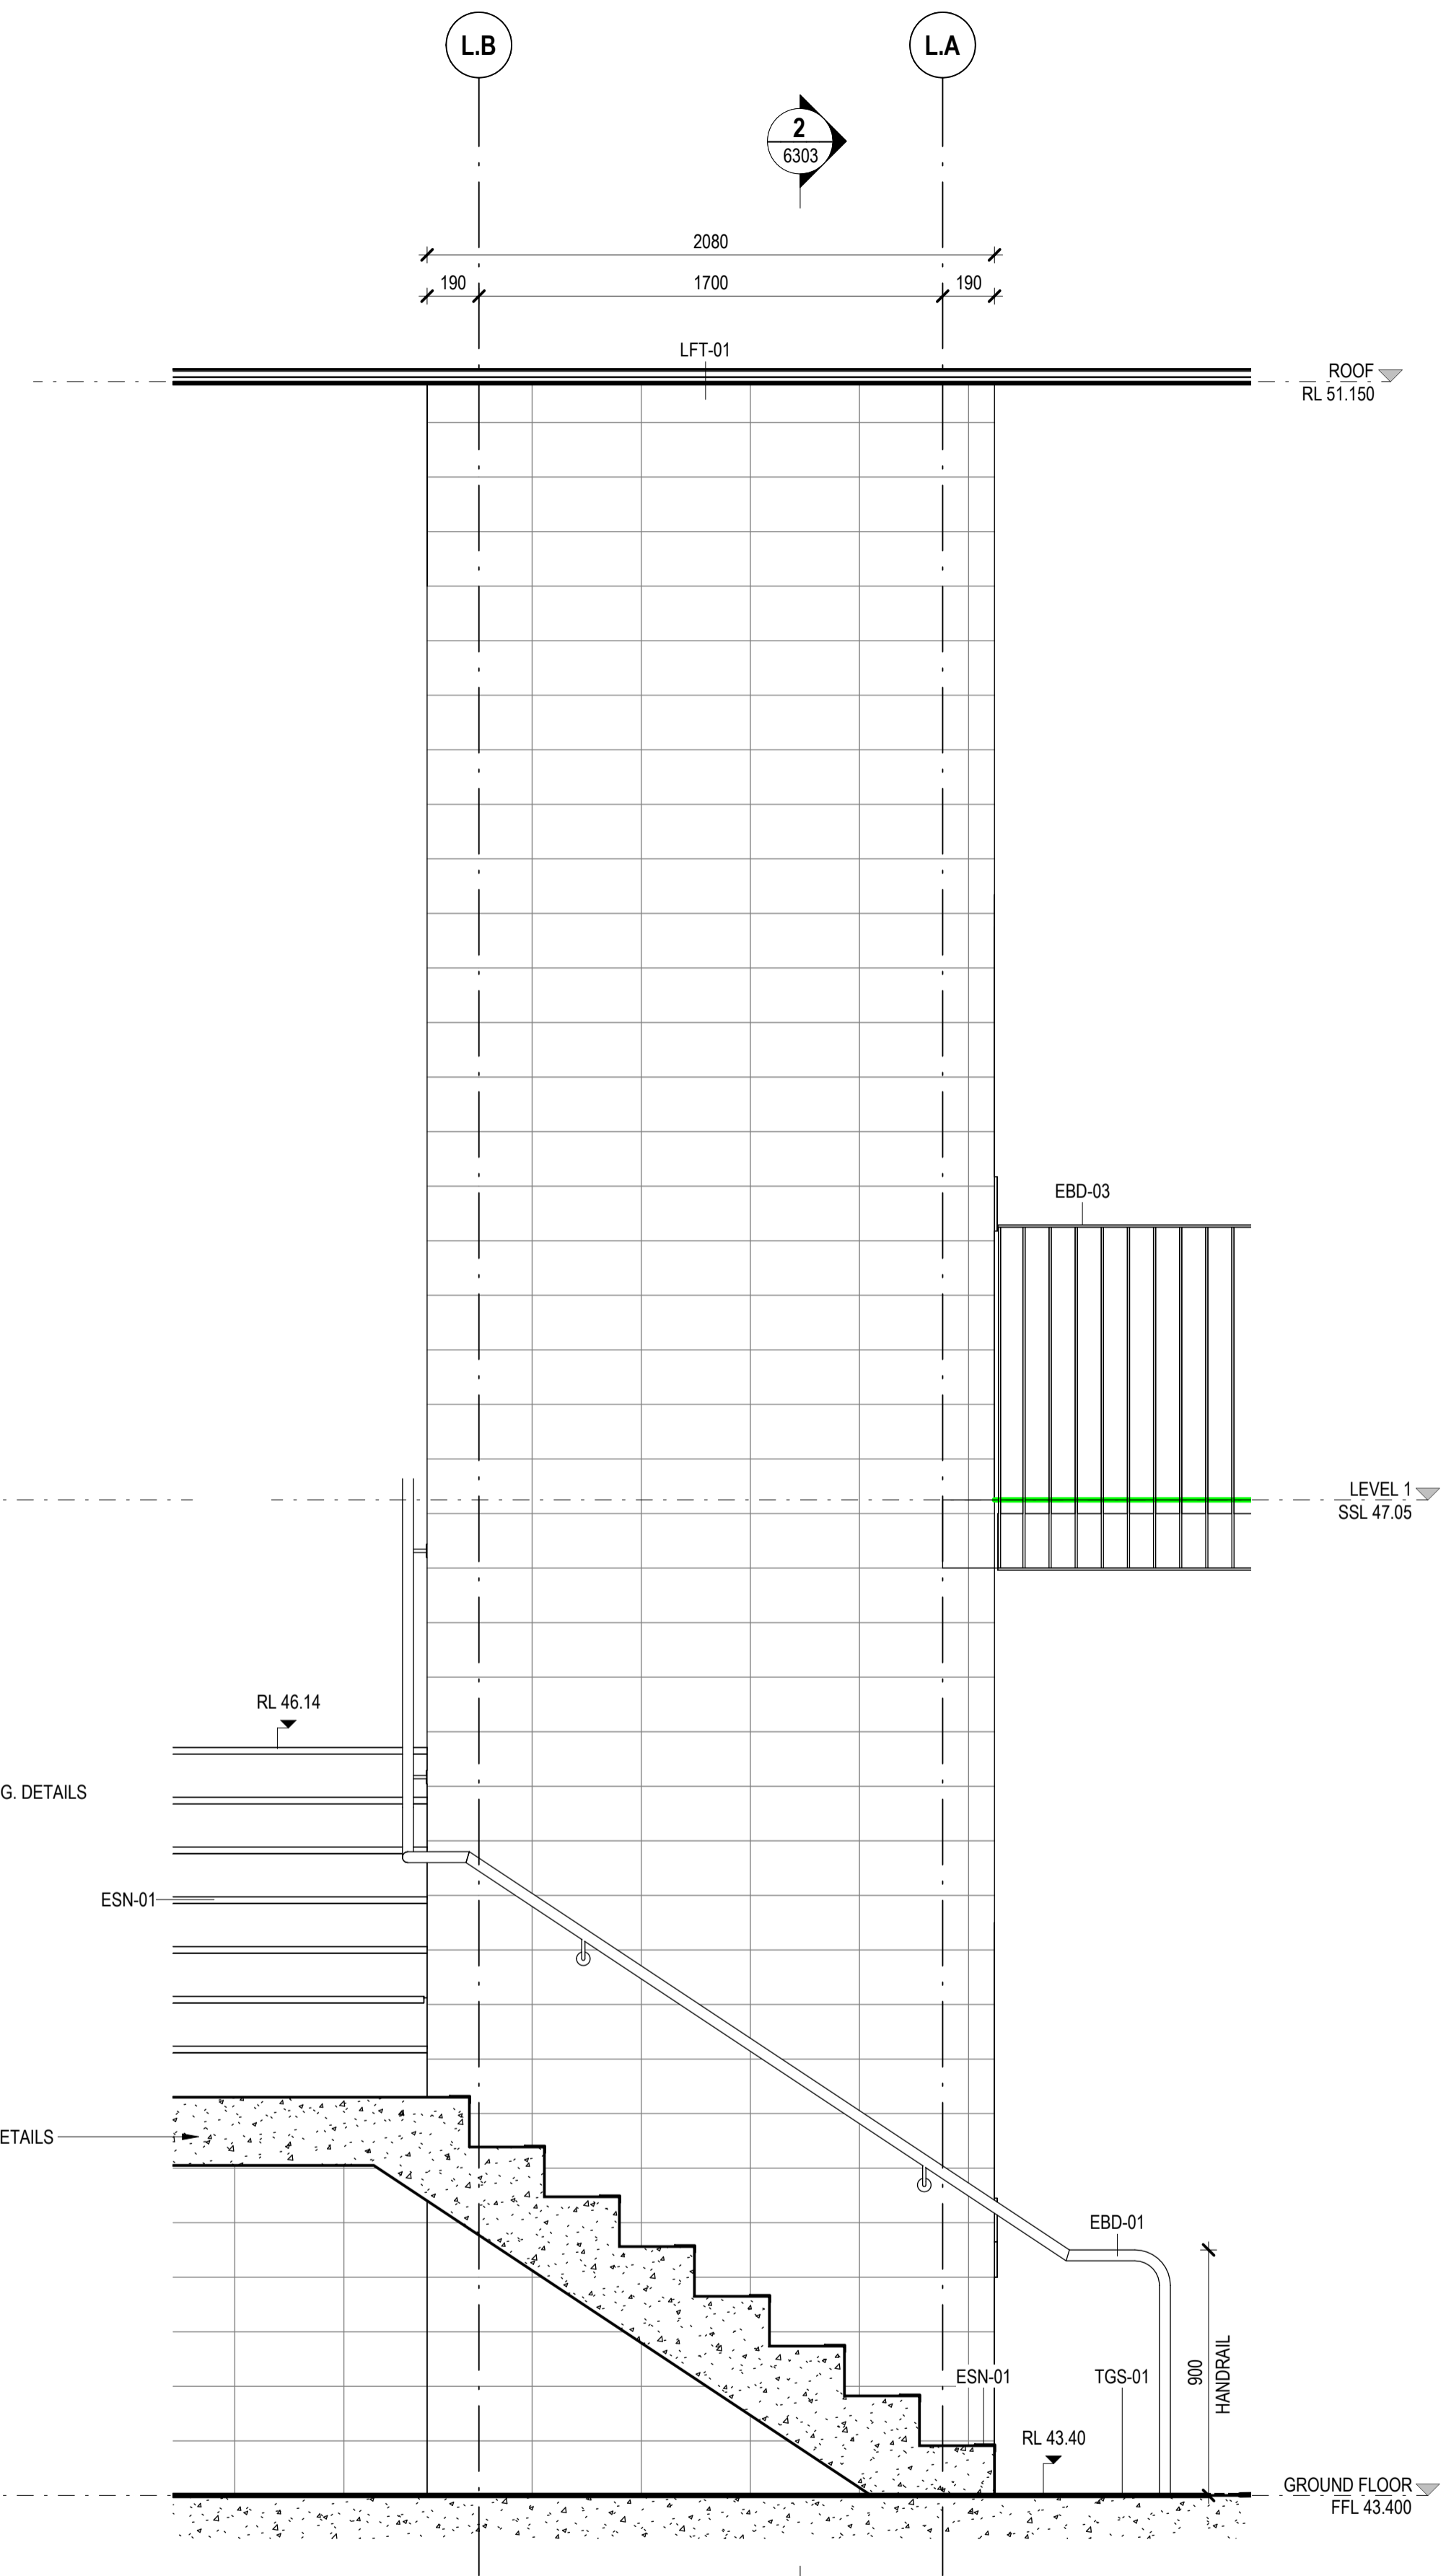 L.B
L.A
2
6303
2080
190
1700
190
LFT-01
ROOF
RL 51.150
EBD-03
LEVEL 1
SSL 47.05
RL 46.14
G. DETAILS
ESN-01
ETAILS
EBD-01
ESN-01
TGS-01
900
HANDRAIL
RL 43.40
GROUND FLOOR
FFL 43.400